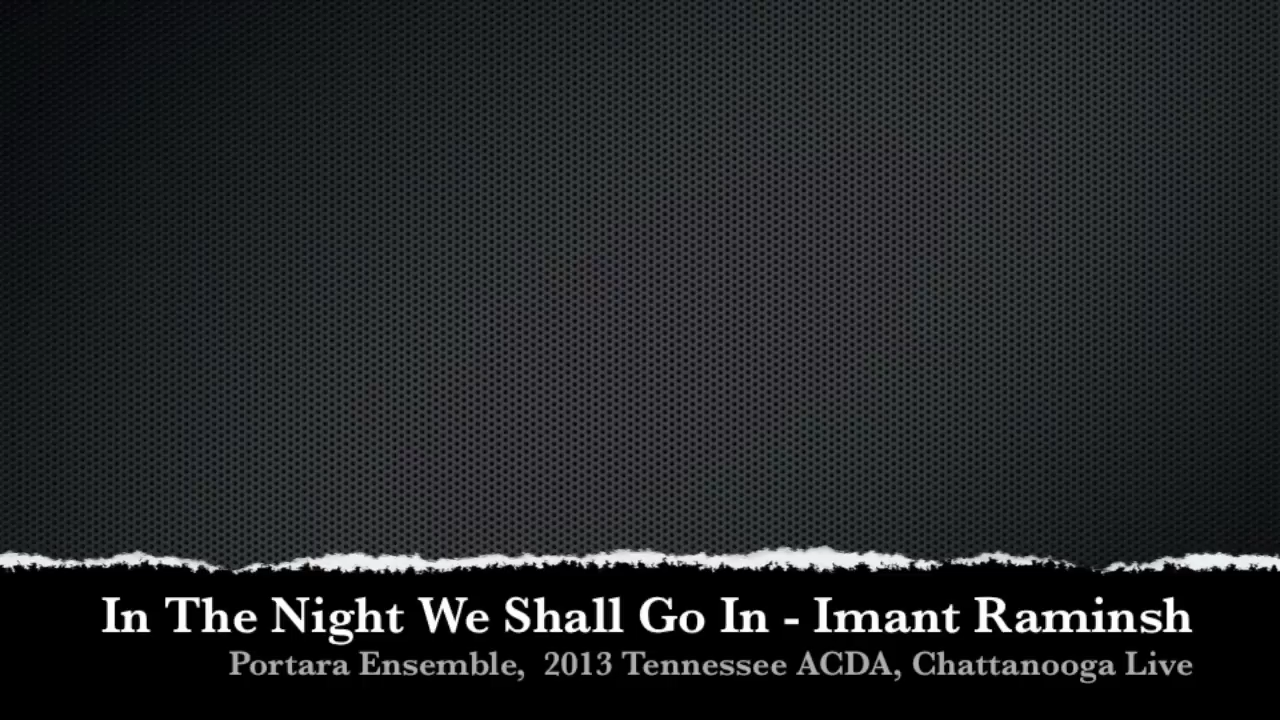 In The Night We Shall Go In - Imant Raminsh
Portara Ensemble, 2013 Tennessee ACDA, Chattanooga Live